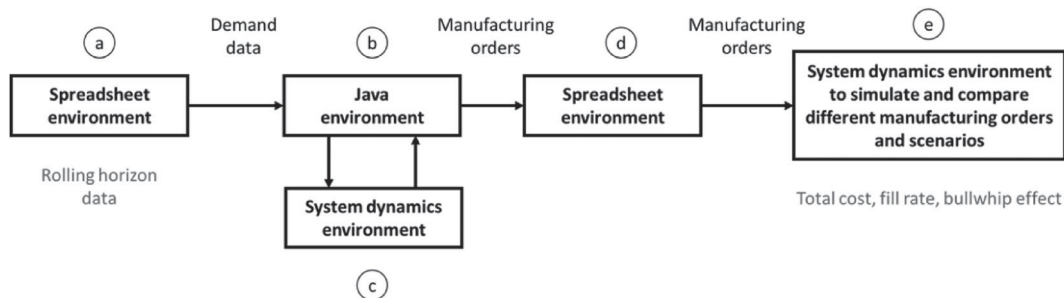 a
Demand
data
b
Manufacturing
orders
d
Manufacturing
orders
e
Spreadsheet
environment
Java
environment
Spreadsheet
environment
System dynamics environment
to simulate and compare
different manufacturing orders
and scenarios
Rolling horizon
data
System dynamics
environment
Total cost, fill rate, bullwhip effect
c